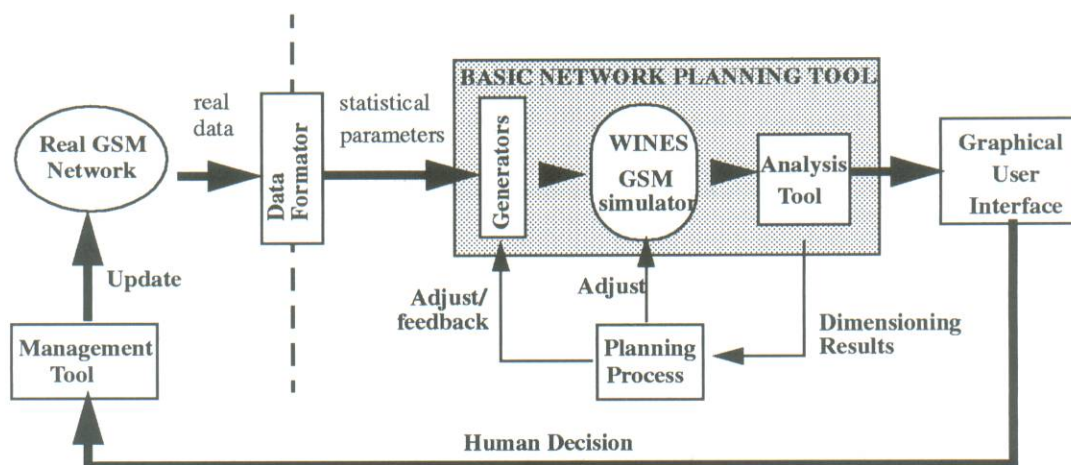 BASIC NETWORK PLANNING TOOL
real
data
statistical
parameters
Real GSM
Network
Data
Formator
Generators
WINES
GSM
simulator
Analysis
Tool
Graphical
User
Interface
Update
Adjust/
feedback
Adjust
Dimensioning
Results
Management
Tool
Planning
Process
Human Decision